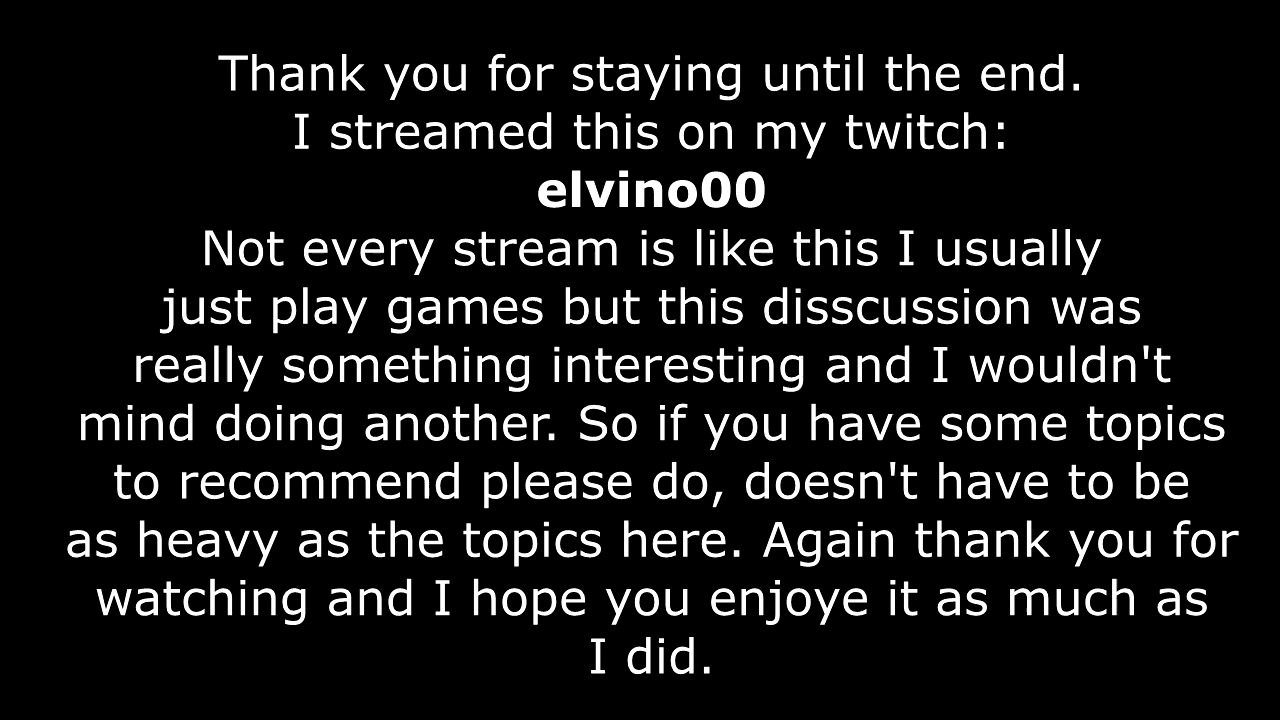 Thank you for staying until the end.
I streamed this on my twitch:
elvino00
Not every stream is like this I usually
just play games but this disscussion was
really something interesting and I wouldn't
mind doing another. So if you have some topics
to recommend please do, doesn't have to be
as heavy as the topics here. Again thank you for
watching and I hope you enjoye it as much as
I did.